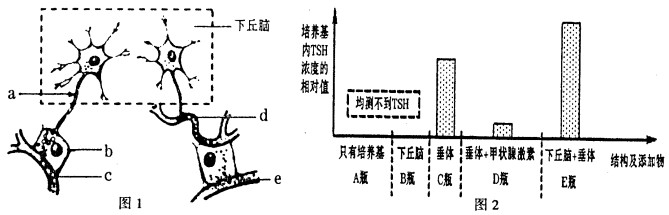 下丘脑
a
b
c
d
e
图1
培养基
内TSH
浓度的
相对值
均测不到TSH
只有培养基
A瓶
下丘脑
B瓶
垂体
C瓶
垂体+甲状腺激素
D瓶
下丘脑+垂体
E瓶
结构及添加物
图2